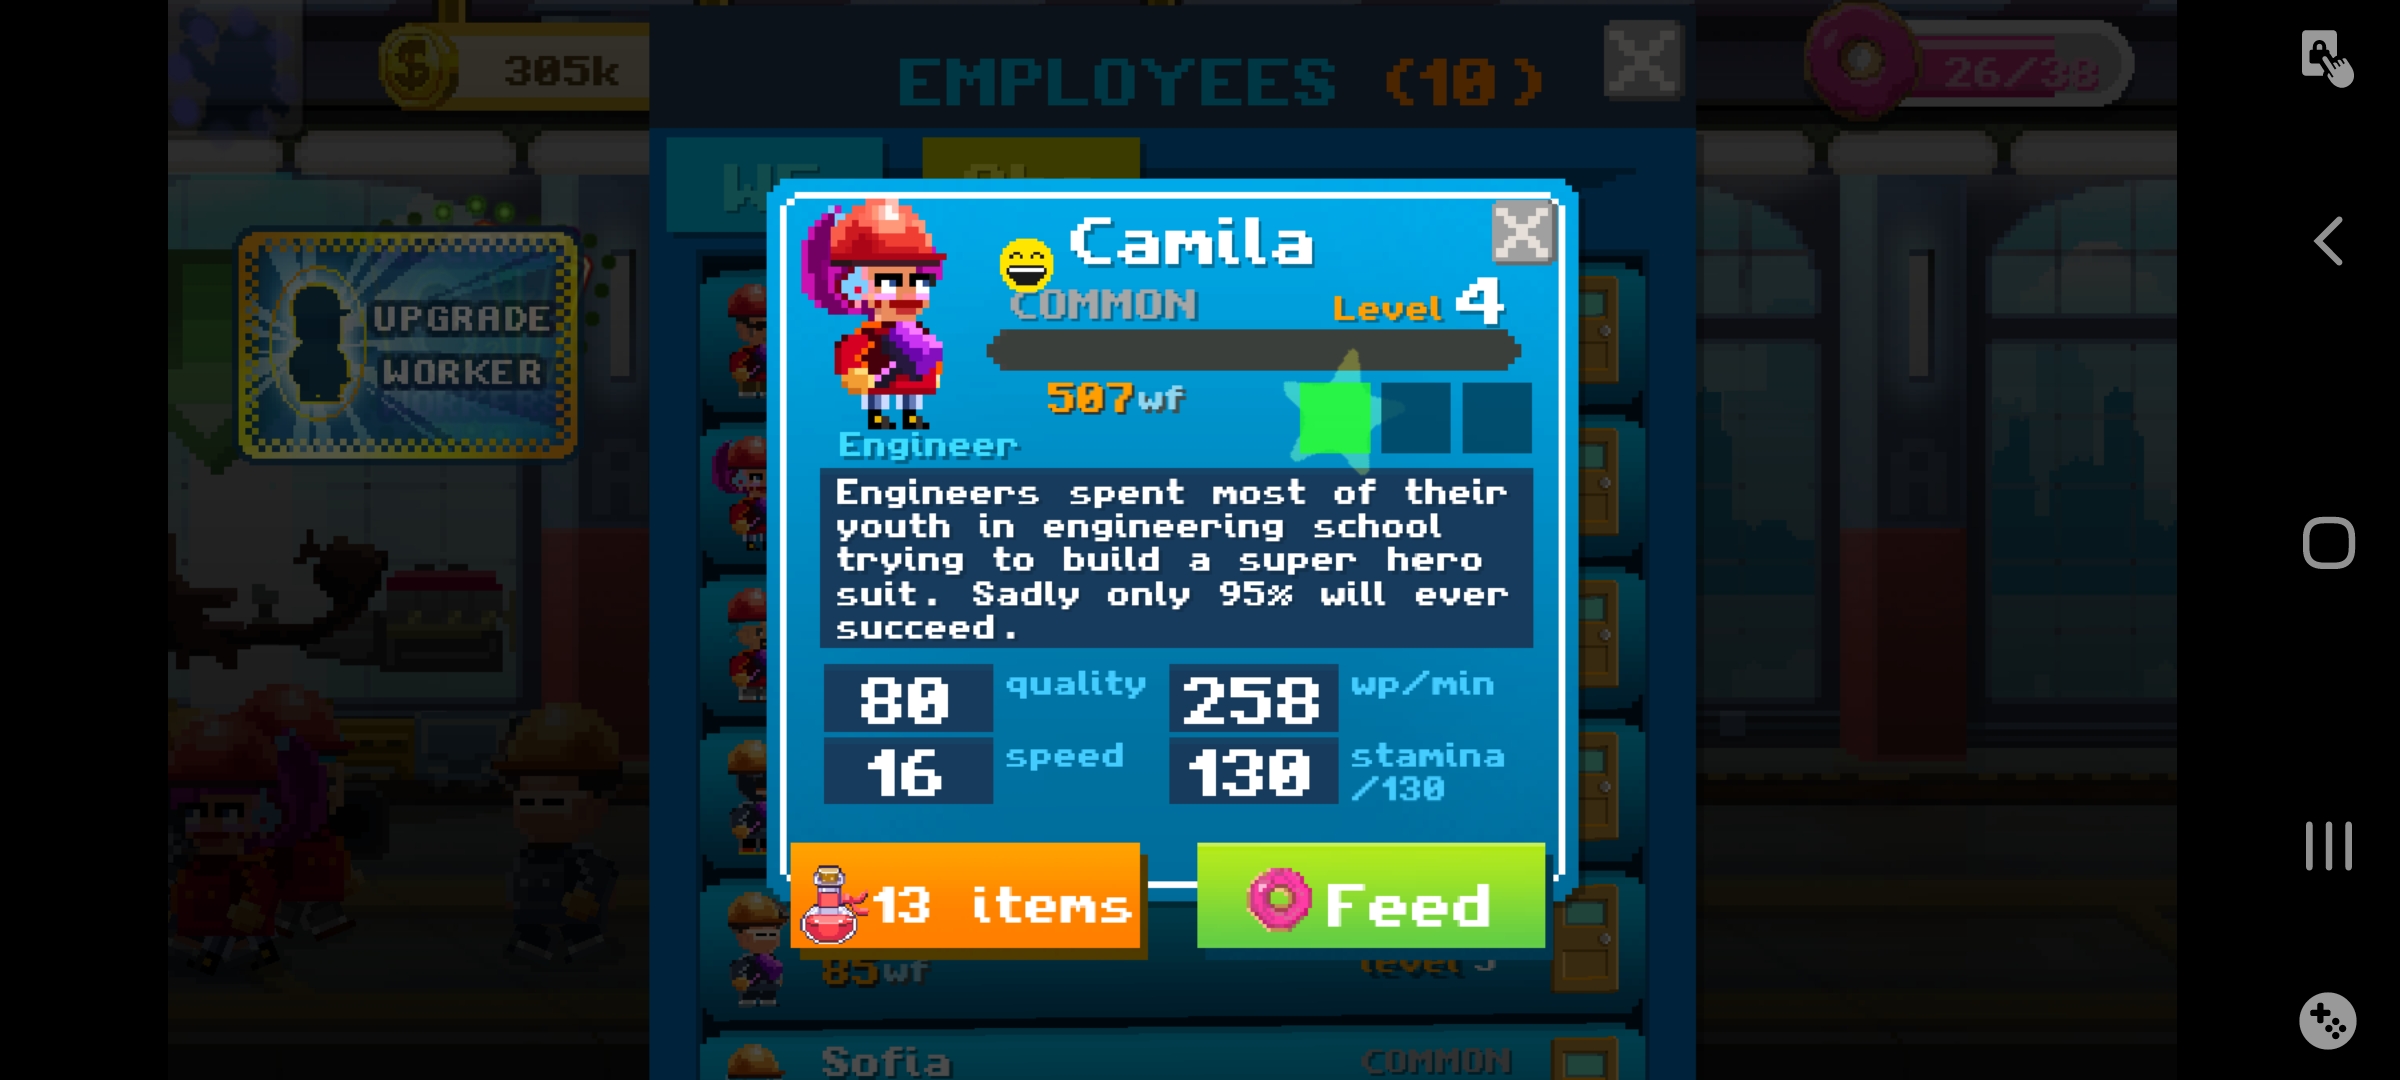 305k
EMPLOYEES (10)
26/38
UPGRADE
WORKER
Camila
COMMON
Level 4
507wf
Engineer
Engineers spent most of their
youth in engineering school
trying to build a super hero
suit. Sadly only 95% will ever
succeed.
80 quality
258 wp/min
16 speed
130 stamina
/130
13 items
Feed
85wf
level
Sofia
COMMON